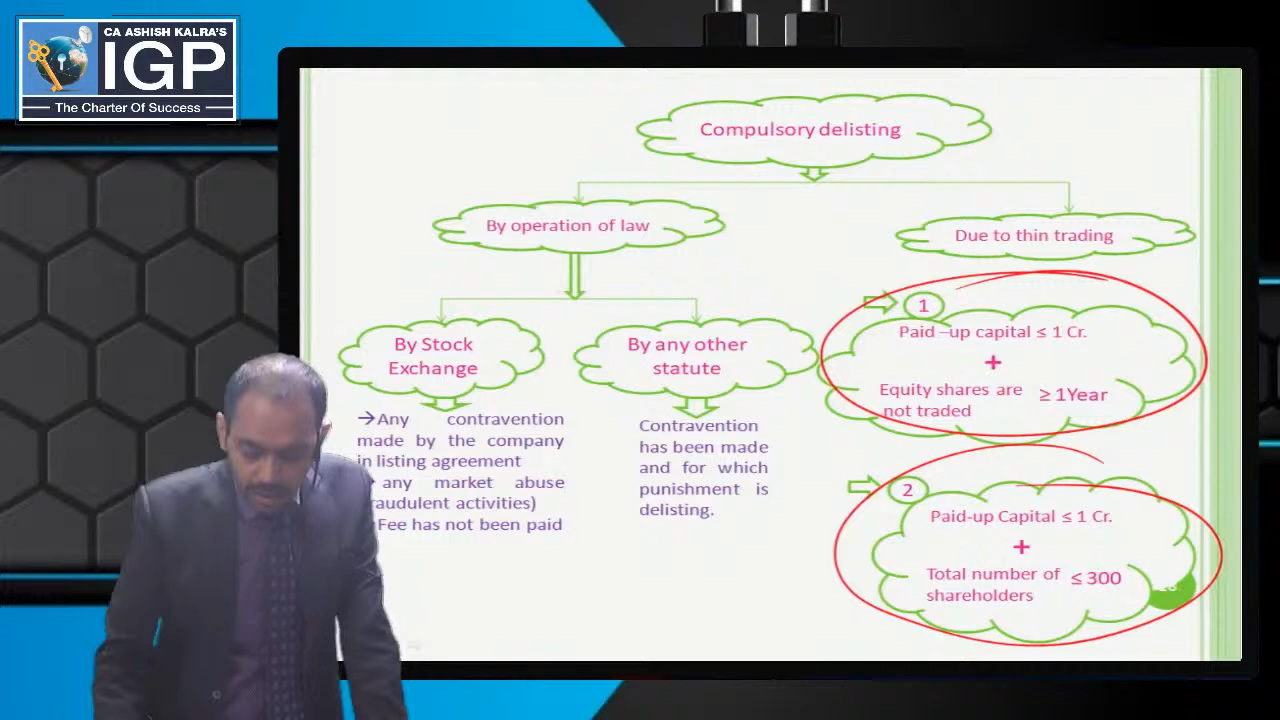 CA ASHISH KALRA'S
IGP
The Charter Of Success
Compulsory delisting
By operation of law
Due to thin trading
By Stock
Exchange
→Any contravention
made by the company
in listing agreement
any market abuse
fraudulent activities)
Fee has not been paid
By any other
statute
Contravention
has been made
and for which
punishment is
delisting.
1
Paid –up capital ≤ 1 Cr.
+
Equity shares are
not traded
≥ 1Year
2
Paid-up Capital ≤ 1 Cr.
+
Total number of
shareholders
≤ 300